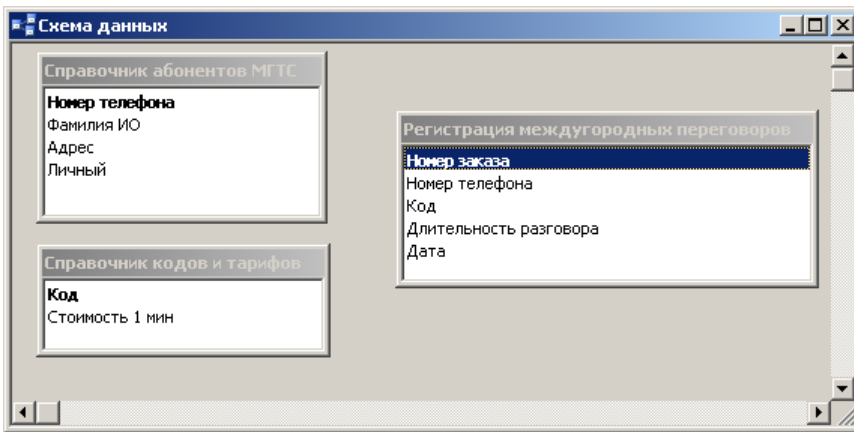 Схема данных
Справочник абонентов МГТС
Номер телефона
Фамилия ИО
Адрес
Личный
Справочник кодов и тарифов
Код
Стоимость 1 мин
Регистрация междугородных переговоров
Номер заказа
Номер телефона
Код
Длительность разговора
Дата